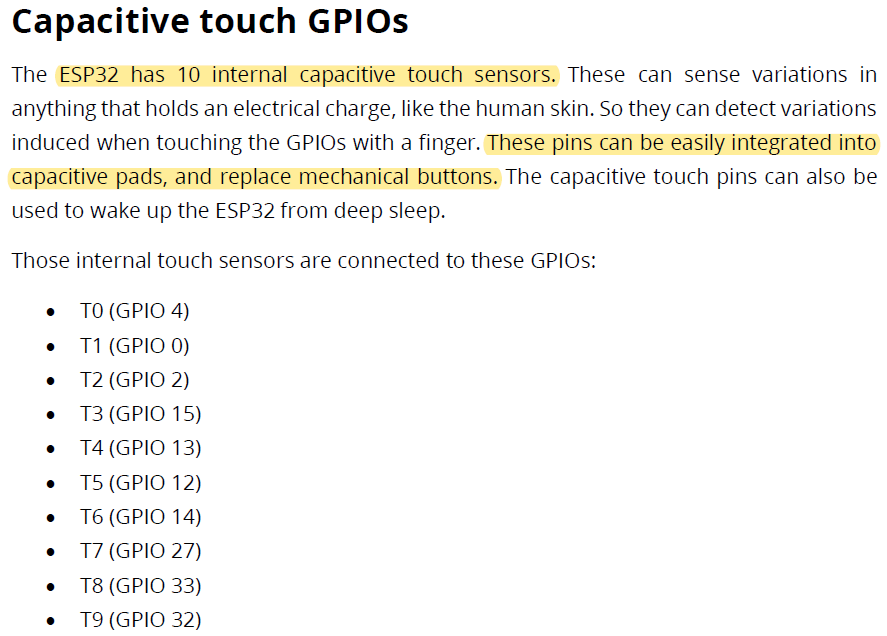 Capacitive touch GPIOs
The ESP32 has 10 internal capacitive touch sensors. These can sense variations in
anything that holds an electrical charge, like the human skin. So they can detect variations
induced when touching the GPIOs with a finger. These pins can be easily integrated into
capacitive pads, and replace mechanical buttons. The capacitive touch pins can also be
used to wake up the ESP32 from deep sleep.
Those internal touch sensors are connected to these GPIOs:
• T0 (GPIO 4)
• T1 (GPIO 0)
• T2 (GPIO 2)
• T3 (GPIO 15)
• T4 (GPIO 13)
• T5 (GPIO 12)
• T6 (GPIO 14)
• T7 (GPIO 27)
• T8 (GPIO 33)
• T9 (GPIO 32)